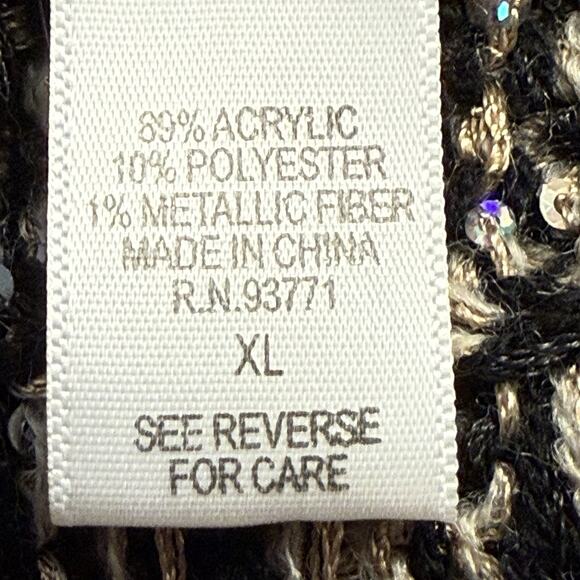 89% ACRYLIC
10% POLYESTER
1% METALLIC FIBER
MADE IN CHINA
R.N.93771
XL
SEE REVERSE
FOR CARE